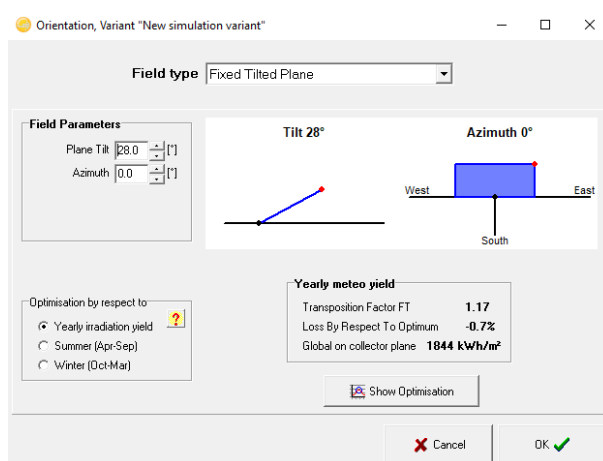 Orientation, Variant "New simulation variant"
Field type Fixed Tilted Plane
Field Parameters
Plane Tilt 28.0 [°]
Azimuth 0.0 [°]
Tilt 28° Azimuth 0°
West East
South
Optimisation by respect to
Yearly irradiation yield ?
Summer (Apr-Sep)
Winter (Oct-Mar)
Yearly meteo yield
Transposition Factor FT 1.17
Loss By Respect To Optimum -0.7%
Global on collector plane 1844 kWh/m²
Show Optimisation
Cancel OK